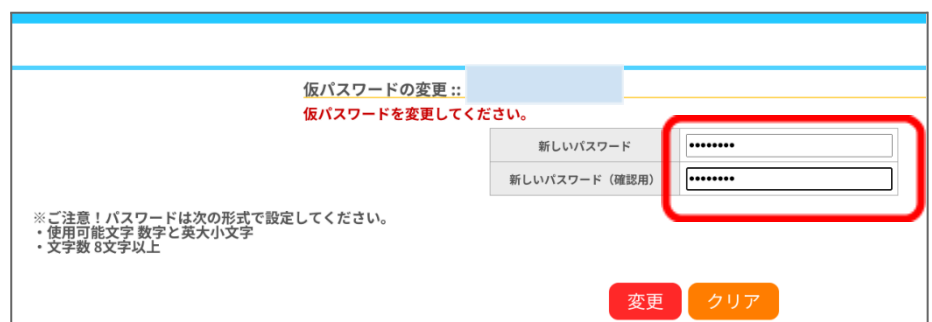 仮パスワードの変更 ::
仮パスワードを変更してください。
新しいパスワード ••••••••
新しいパスワード（確認用） ••••••••
※ご注意！パスワードは次の形式で設定してください。
・使用可能文字 数字と英大小文字
・文字数 8文字以上
変更 クリア